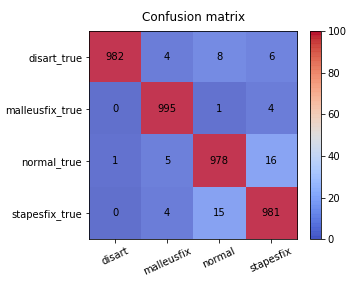 Confusion matrix
disart_true 982 4 8 6 100
malleusfix_true 0 995 1 4 80
normal_true 1 5 978 16 60
stapesfix_true 0 4 15 981 40
20
0
disart malleusfix normal stapesfix